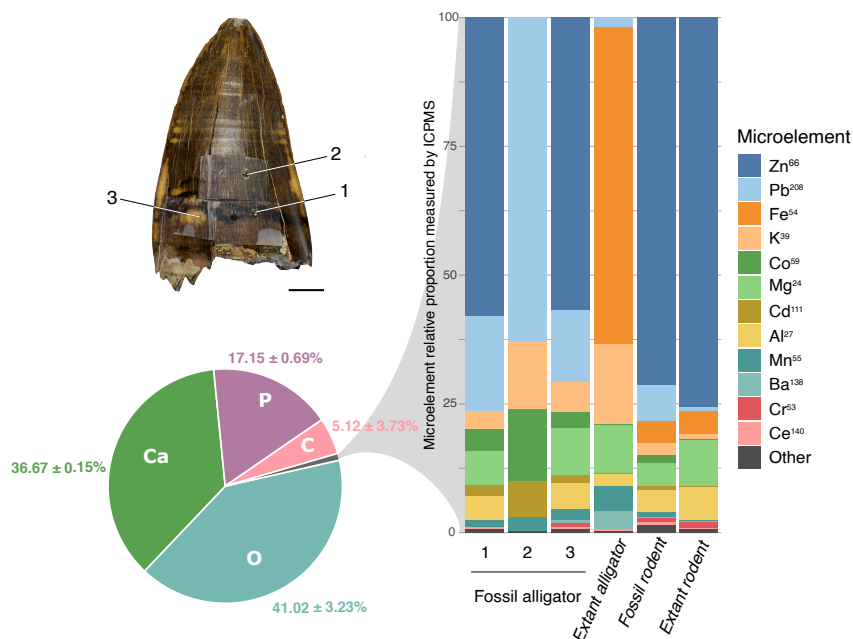 2
1
3
17.15 ± 0.69%
P
5.12 ± 3.73%
C
Ca
36.67 ± 0.15%
O
41.02 ± 3.23%
Microelement relative proportion measured by ICPMS
100
75
50
25
0
1 2 3
Fossil alligator
Extant alligator
Fossil rodent
Extant rodent
Microelement
Zn⁶⁶
Pb²⁰⁸
Fe⁵⁴
K³⁹
Co⁵⁹
Mg²⁴
Cd¹¹¹
Al²⁷
Mn⁵⁵
Ba¹³⁸
Cr⁵³
Ce¹⁴⁰
Other